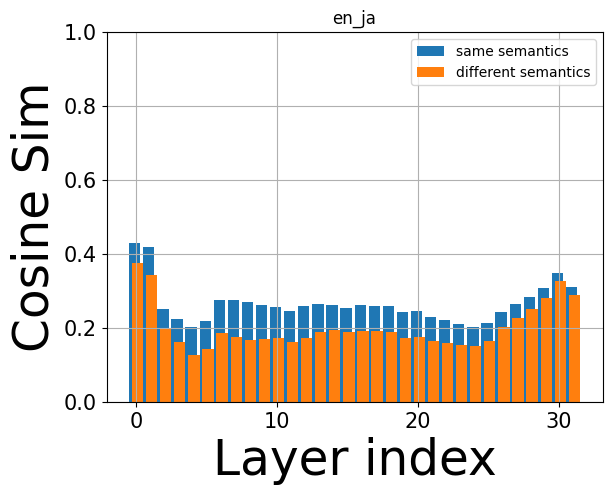 en_ja
same semantics
different semantics
Cosine Sim
1.0
0.8
0.6
0.4
0.2
0.0
0 10 20 30
Layer index